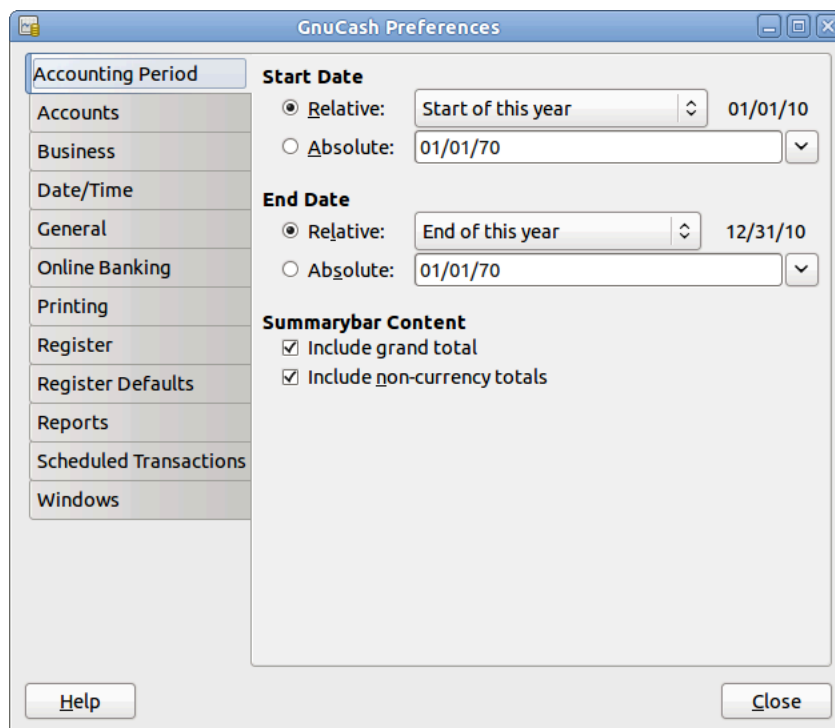 GnuCash Preferences
Accounting Period
Accounts
Business
Date/Time
General
Online Banking
Printing
Register
Register Defaults
Reports
Scheduled Transactions
Windows
Start Date
Relative: Start of this year 01/01/10
Absolute: 01/01/70
End Date
Relative: End of this year 12/31/10
Absolute: 01/01/70
Summarybar Content
Include grand total
Include non-currency totals
Help
Close